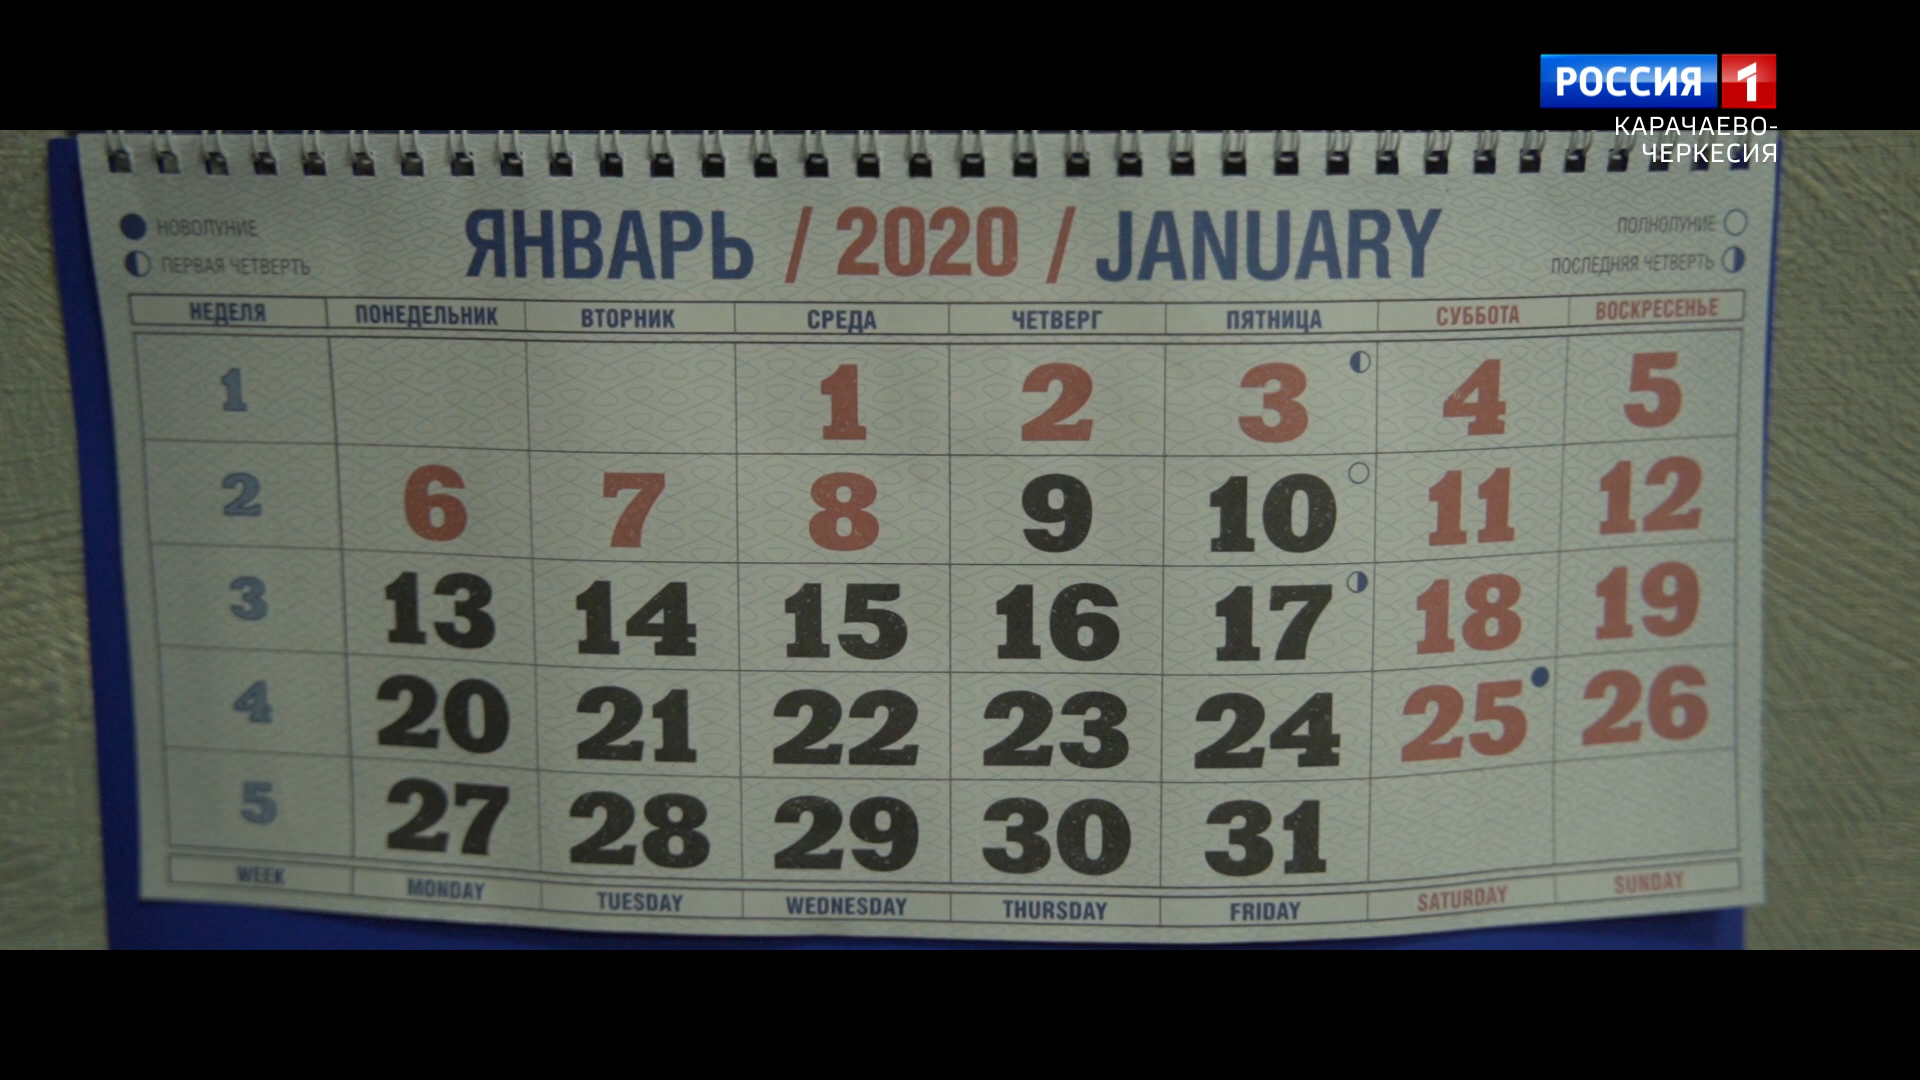 РОССИЯ 1
КАРАЧАЕВО-
ЧЕРКЕСИЯ
НОВОЛУНИЕ
ПЕРВАЯ ЧЕТВЕРТЬ
ЯНВАРЬ / 2020 / JANUARY
ПОЛНОЛУНИЕ
ПОСЛЕДНЯЯ ЧЕТВЕРТЬ
НЕДЕЛЯ ПОНЕДЕЛЬНИК ВТОРНИК СРЕДА ЧЕТВЕРГ ПЯТНИЦА СУББОТА ВОСКРЕСЕНЬЕ
1 1 2 3 4 5
2 6 7 8 9 10 11 12
3 13 14 15 16 17 18 19
4 20 21 22 23 24 25 26
5 27 28 29 30 31
WEEK MONDAY TUESDAY WEDNESDAY THURSDAY FRIDAY SATURDAY SUNDAY